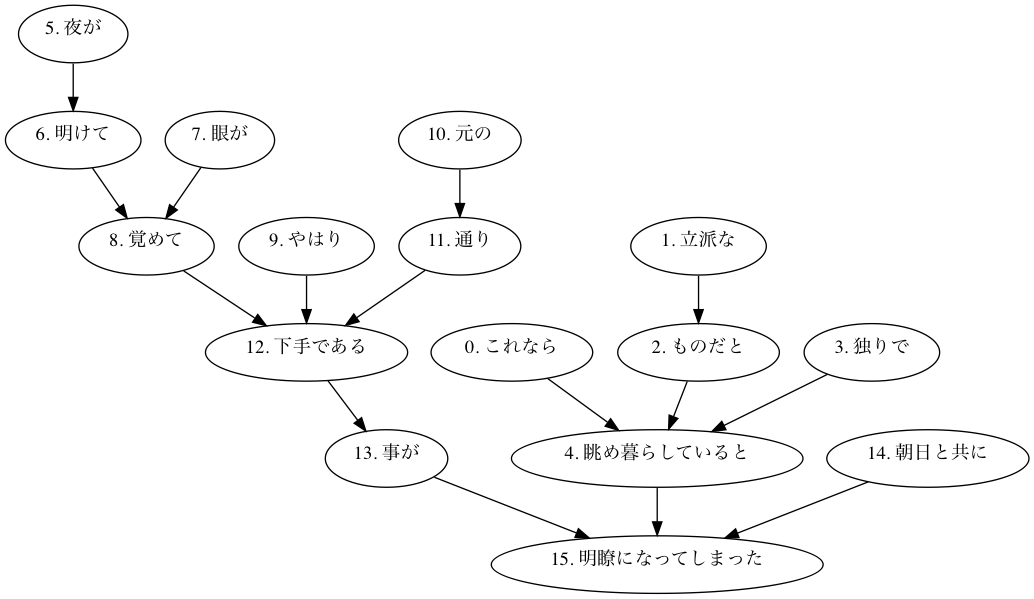 5. 夜が
6. 明けて
7. 眼が
10. 元の
8. 覚めて
9. やはり
11. 通り
1. 立派な
12. 下手である
0. これなら
2. ものだと
3. 独りで
13. 事が
4. 眺め暮らしていると
14. 朝日と共に
15. 明瞭になってしまった